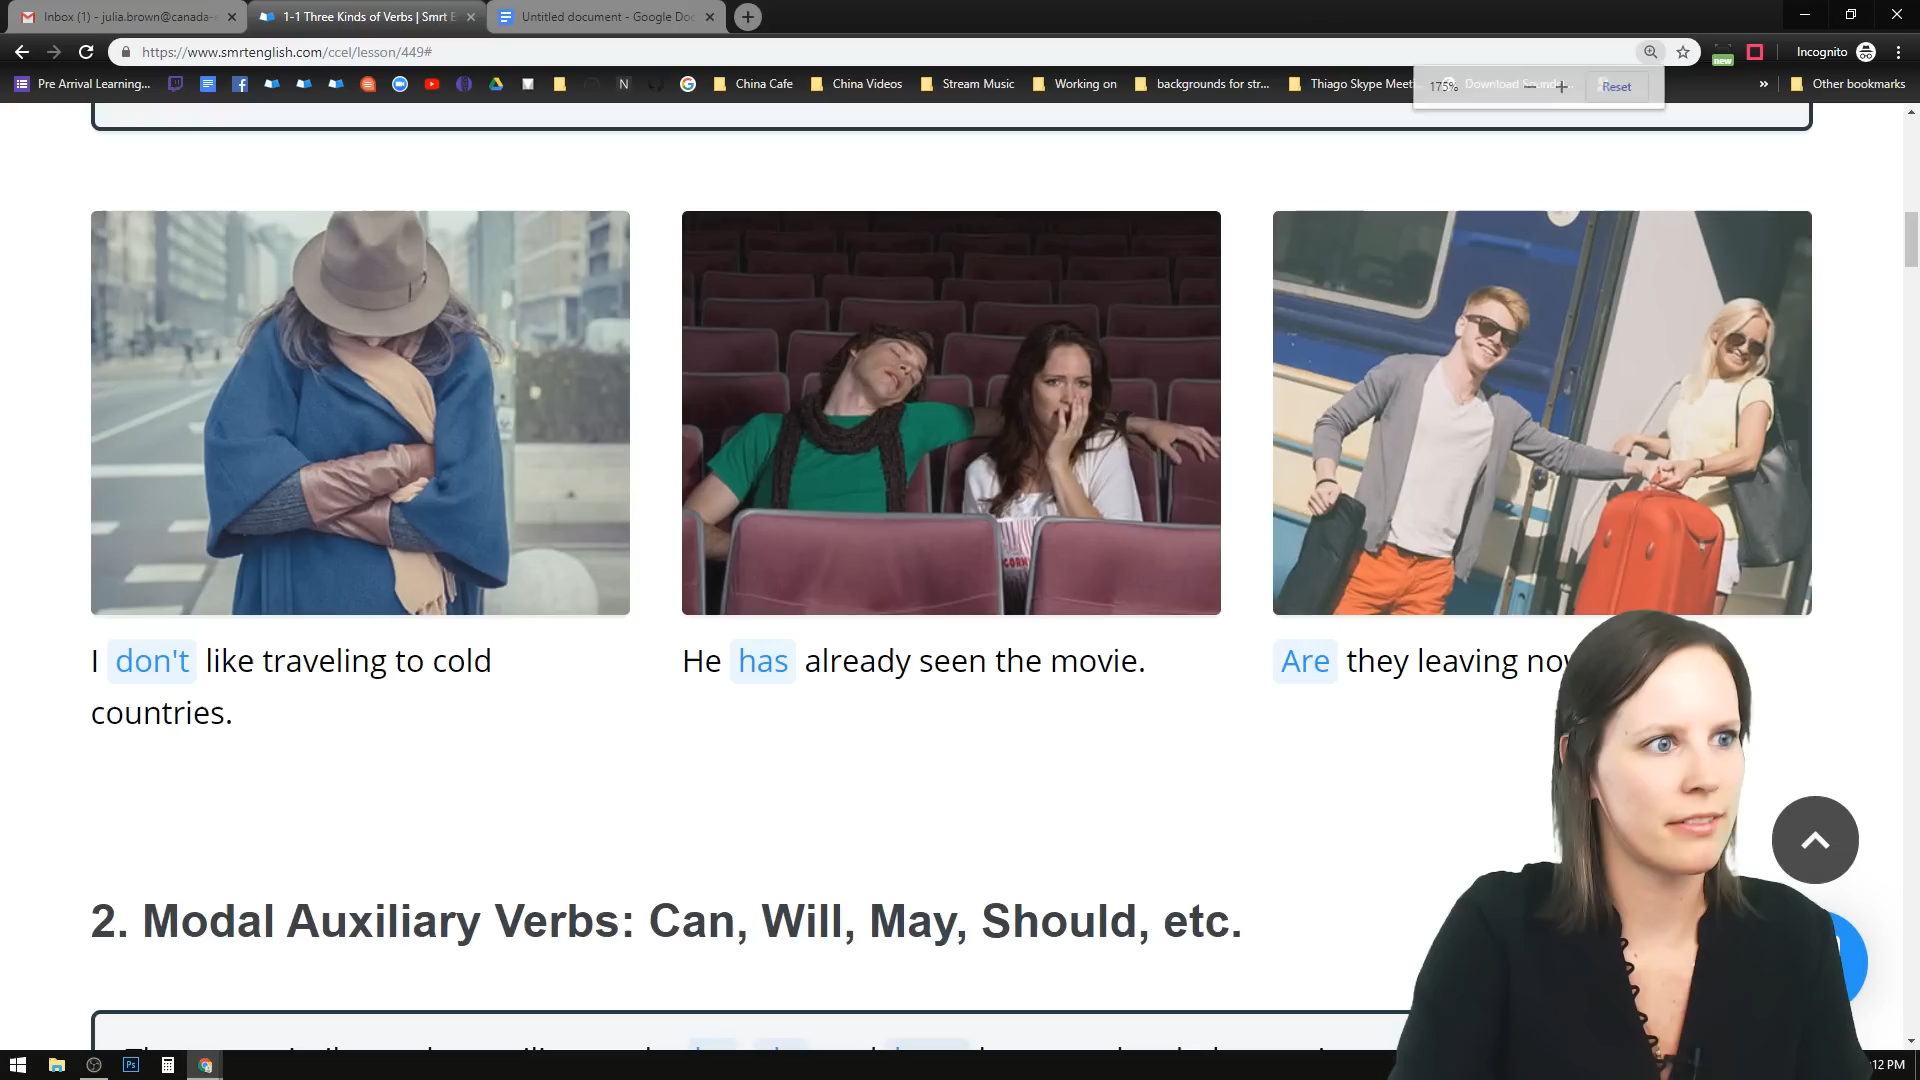 Inbox (1) - julia.brown@canada-
1-1 Three Kinds of Verbs | Smrt E
Untitled document - Google Doc
https://www.smrtenglish.com/ccel/lesson/449#
Incognito
Pre Arrival Learning...
China Cafe
China Videos
Stream Music
Working on
backgrounds for str...
Thiago Skype Meeti...
Other bookmarks
new
175%
Reset
I don't like traveling to cold
countries.
He has already seen the movie.
Are they leaving now
2. Modal Auxiliary Verbs: Can, Will, May, Should, etc.
12 PM